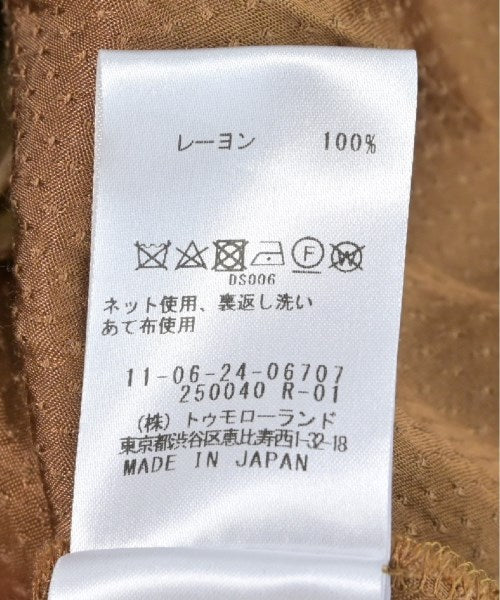 レーヨン 100%
F W
DS006
ネット使用、裏返し洗い
あて布使用
11-06-24-06707
250040 R-01
(株) トゥモローランド
東京都渋谷区恵比寿西1-32-18
MADE IN JAPAN